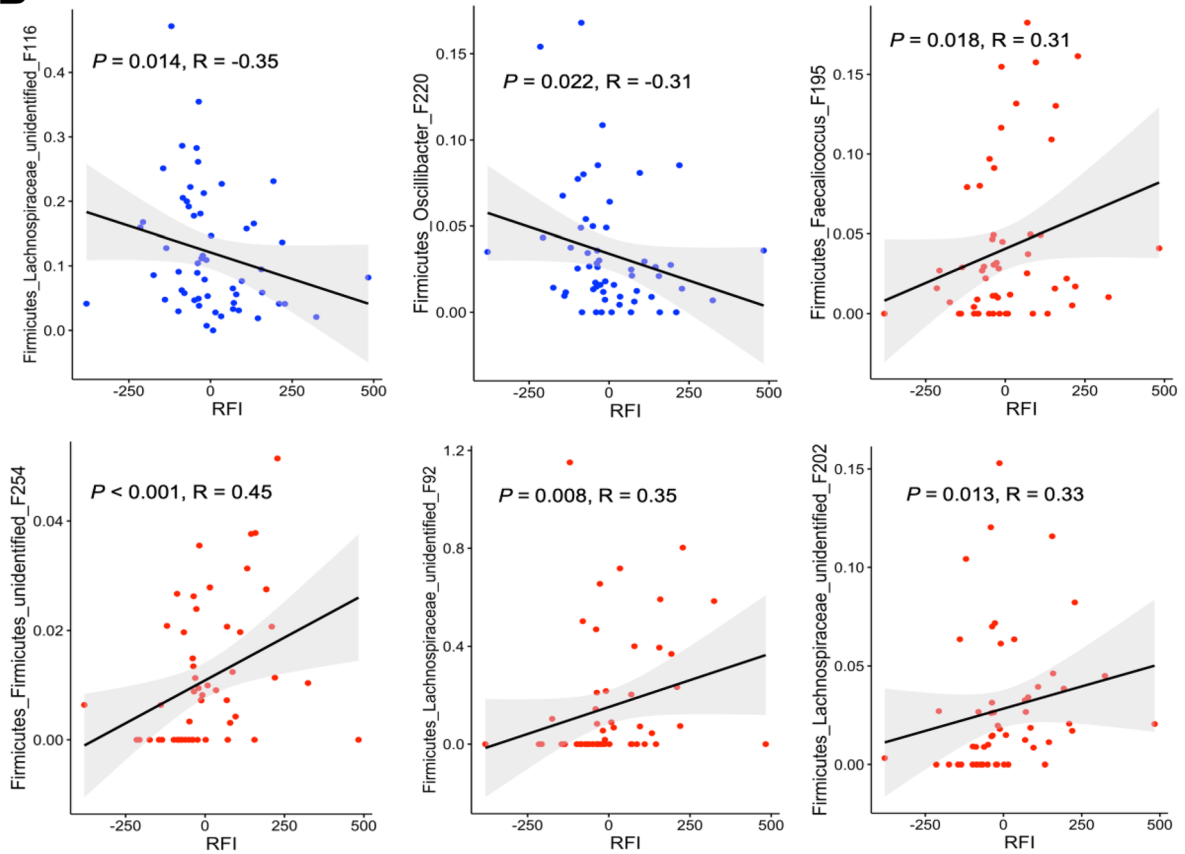 P = 0.014, R = -0.35
Firmicutes_Lachnospiraceae_unidentified_F116
0.4
0.3
0.2
0.1
0.0
-250 0 250 500
RFI
P = 0.022, R = -0.31
Firmicutes_Oscillibacter_F220
0.15
0.10
0.05
0.00
-250 0 250 500
RFI
P = 0.018, R = 0.31
Firmicutes_Faecalicoccus_F195
0.15
0.10
0.05
0.00
-250 0 250 500
RFI
P < 0.001, R = 0.45
Firmicutes_Firmicutes_unidentified_F254
0.04
0.02
0.00
-250 0 250 500
RFI
P = 0.008, R = 0.35
Firmicutes_Lachnospiraceae_unidentified_F92
1.2
0.8
0.4
0.0
-250 0 250 500
RFI
P = 0.013, R = 0.33
Firmicutes_Lachnospiraceae_unidentified_F202
0.15
0.10
0.05
0.00
-250 0 250 500
RFI